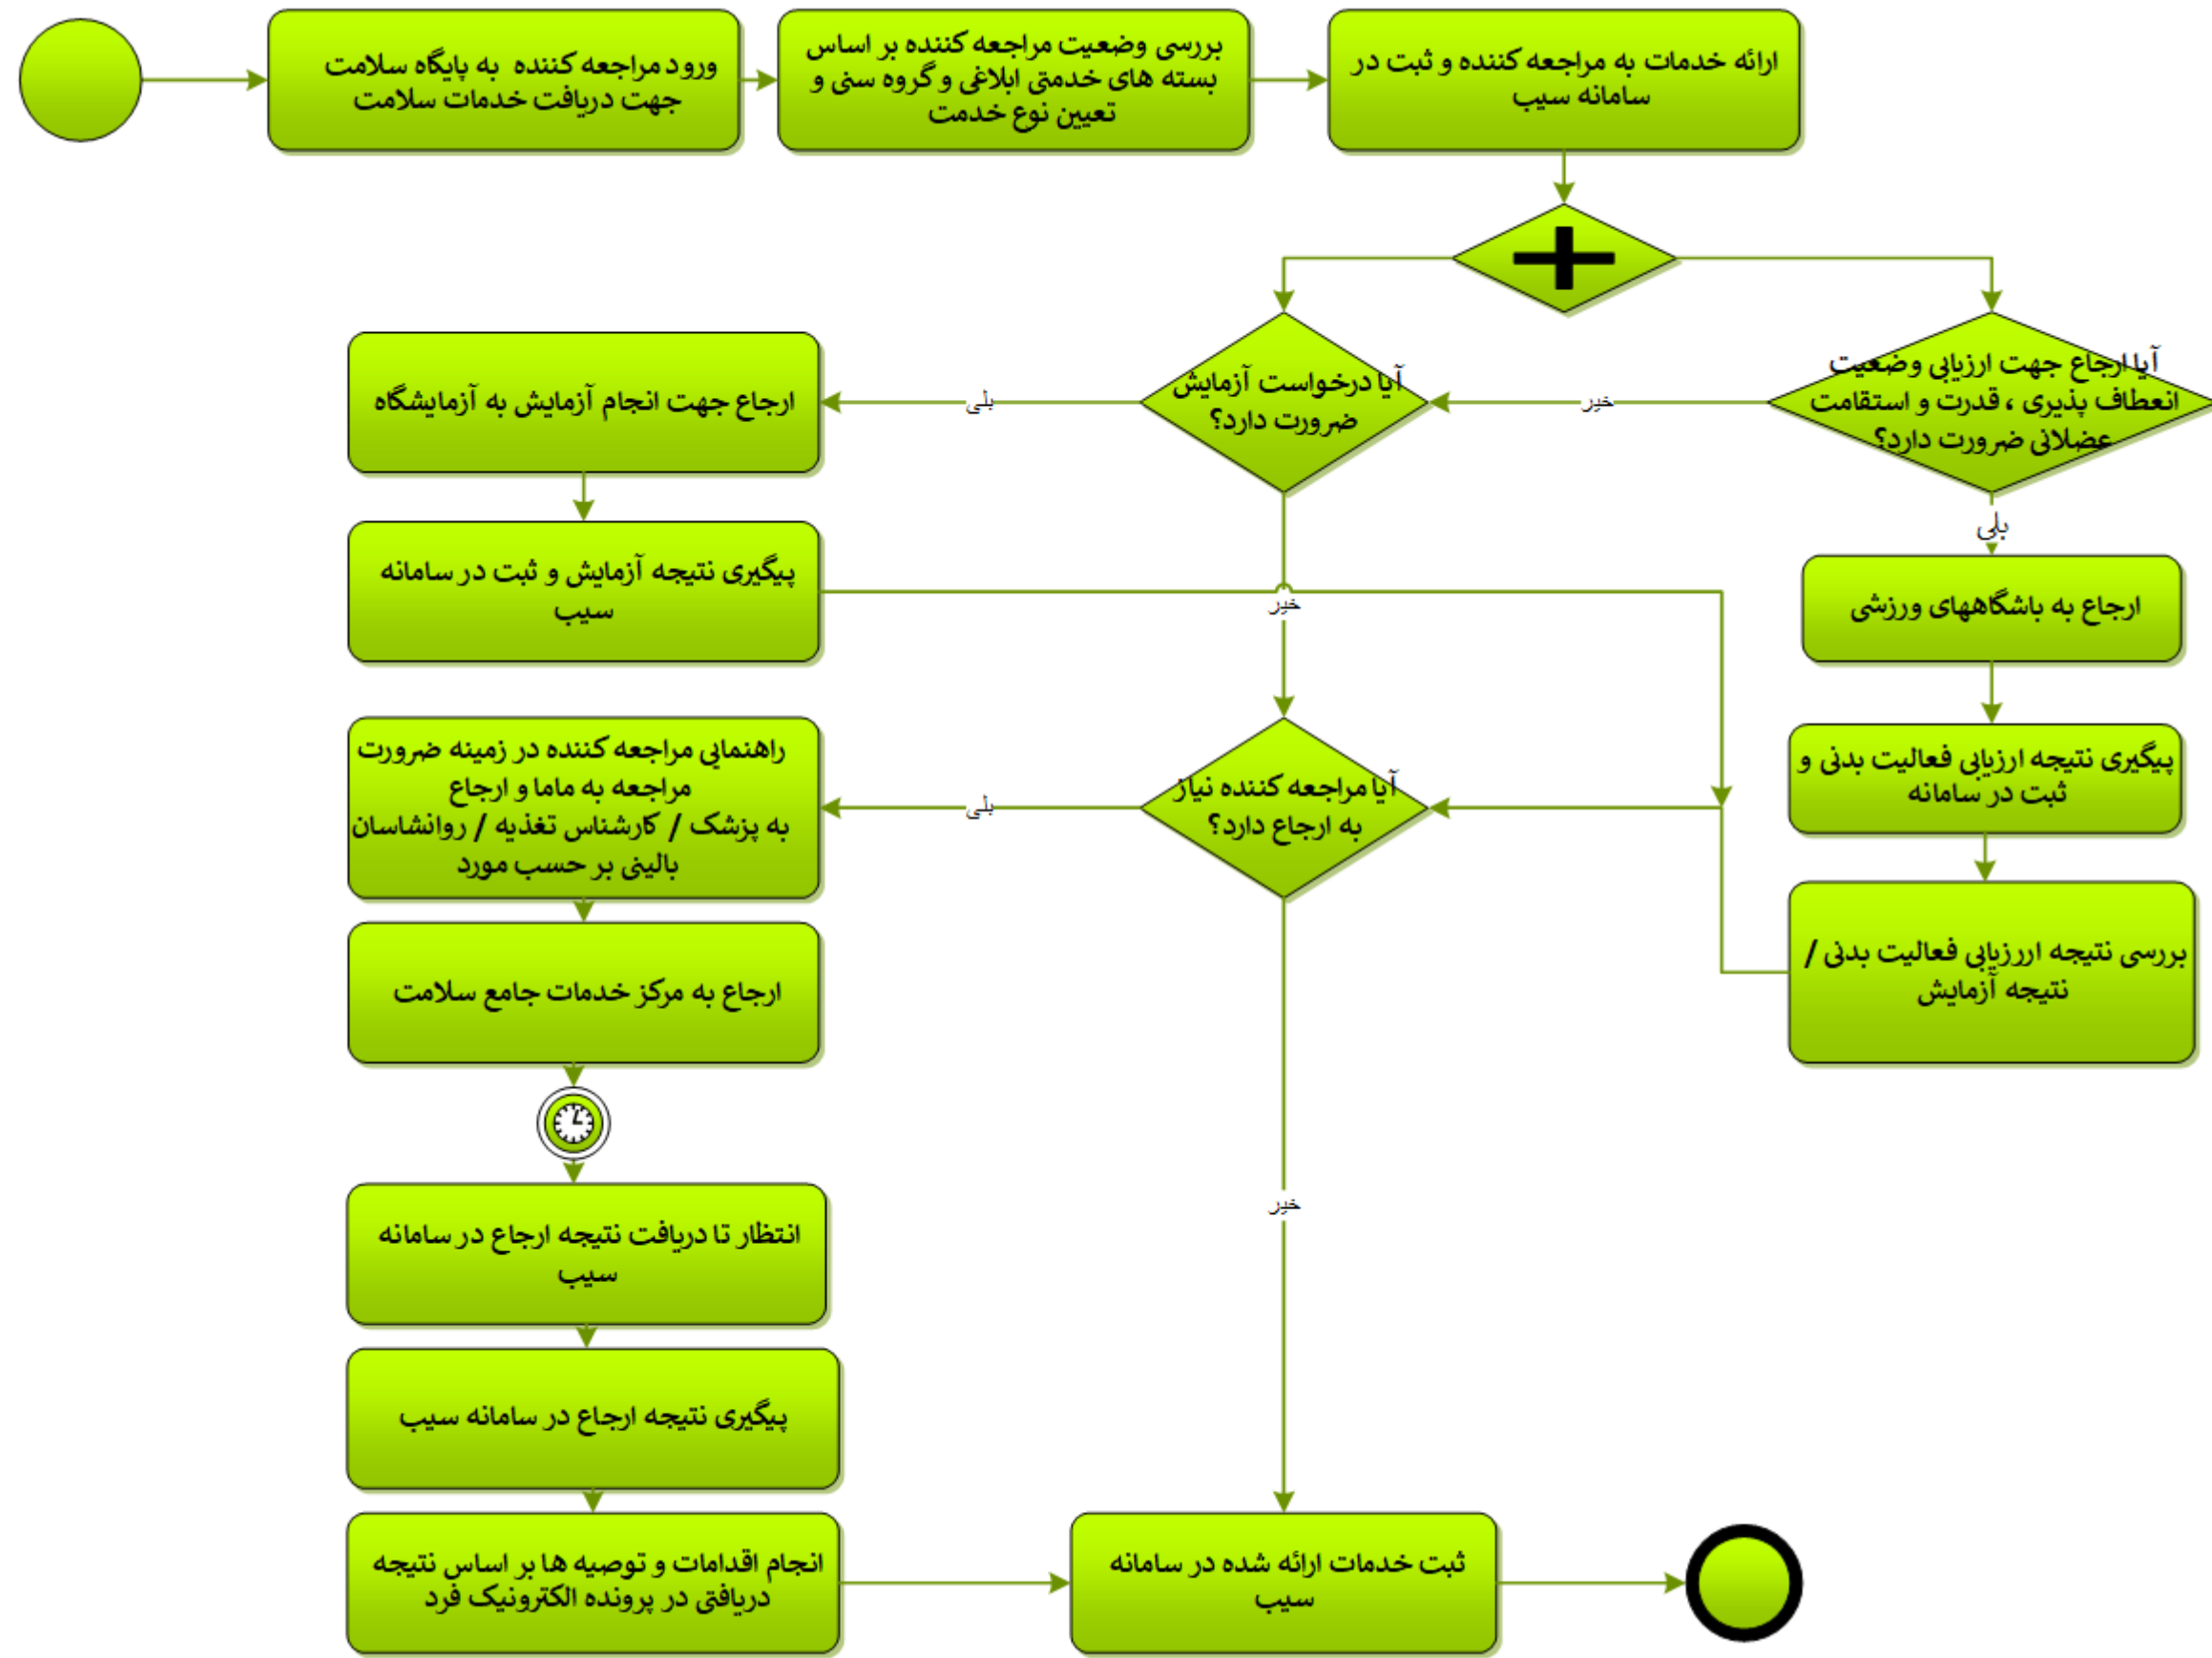 ورود مراجعه کننده به پایگاه سلامت
جهت دریافت خدمات سلامت
بررسی وضعیت مراجعه کننده بر اساس
بسته های خدمتی ابلاغی و گروه سنی و
تعیین نوع خدمت
ارائه خدمات به مراجعه کننده و ثبت در
سامانه سیب
آیا ارجاع جهت ارزیابی وضعیت
انعطاف پذیری ، قدرت و استقامت
عضلانی ضرورت دارد؟
خیر
آیا درخواست آزمایش
ضرورت دارد؟
بلی
ارجاع جهت انجام آزمایش به آزمایشگاه
بلی
ارجاع به باشگاههای ورزشی
پیگیری نتیجه آزمایش و ثبت در سامانه
سیب
خیر
پیگیری نتیجه ارزیابی فعالیت بدنی و
ثبت در سامانه
آیا مراجعه کننده نیاز
به ارجاع دارد؟
بلی
راهنمایی مراجعه کننده در زمینه ضرورت
مراجعه به ماما و ارجاع
به پزشک / کارشناس تغذیه / روانشاسان
بالینی بر حسب مورد
بررسی نتیجه اررزیابی فعالیت بدنی /
نتیجه آزمایش
ارجاع به مرکز خدمات جامع سلامت
خیر
انتظار تا دریافت نتیجه ارجاع در سامانه
سیب
پیگیری نتیجه ارجاع در سامانه سیب
انجام اقدامات و توصیه ها بر اساس نتیجه
دریافتی در پرونده الکترونیک فرد
ثبت خدمات ارائه شده در سامانه
سیب